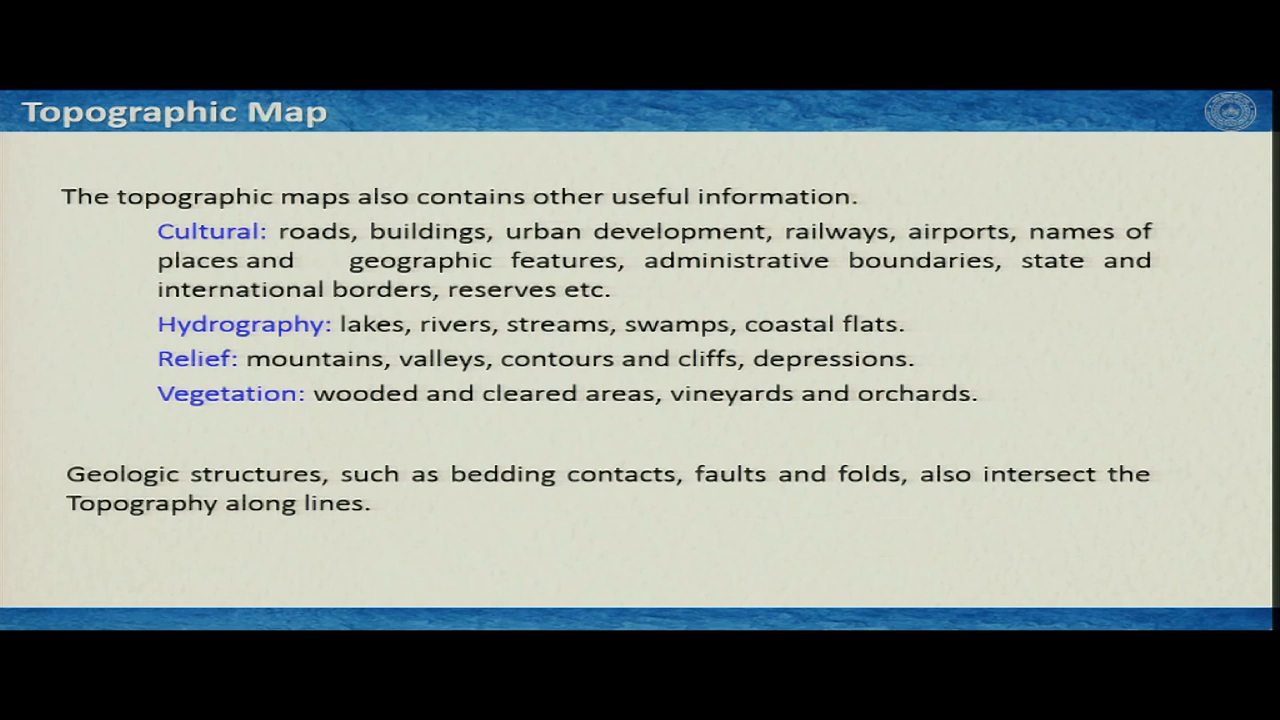 Topographic Map
The topographic maps also contains other useful information.
Cultural: roads, buildings, urban development, railways, airports, names of
places and geographic features, administrative boundaries, state and
international borders, reserves etc.
Hydrography: lakes, rivers, streams, swamps, coastal flats.
Relief: mountains, valleys, contours and cliffs, depressions.
Vegetation: wooded and cleared areas, vineyards and orchards.
Geologic structures, such as bedding contacts, faults and folds, also intersect the
Topography along lines.